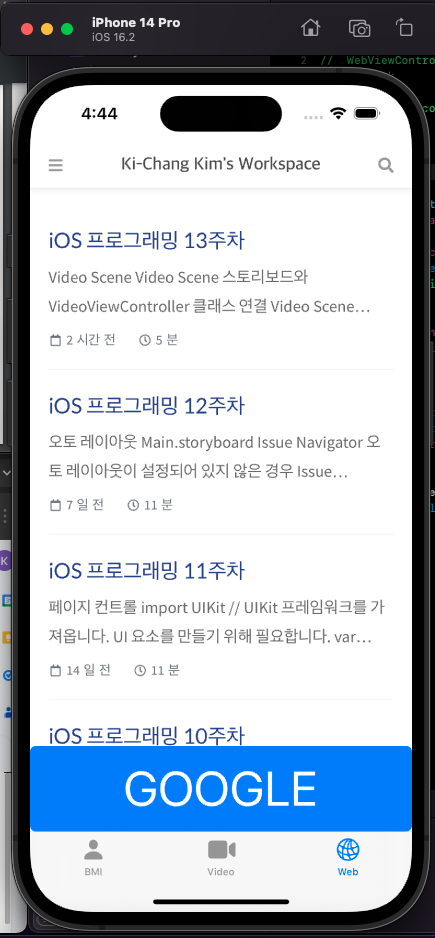 iPhone 14 Pro
iOS 16.2
2 // WebViewContr
4:44
Ki-Chang Kim's Workspace
iOS 프로그래밍 13주차
Video Scene Video Scene 스토리보드와
VideoViewController 클래스 연결 Video Scene…
2 시간 전 5 분
iOS 프로그래밍 12주차
오토 레이아웃 Main.storyboard Issue Navigator 오
토 레이아웃이 설정되어 있지 않은 경우 Issue…
7 일 전 11 분
iOS 프로그래밍 11주차
페이지 컨트롤 import UIKit // UIKit 프레임워크를 가
져옵니다. UI 요소를 만들기 위해 필요합니다. var…
14 일 전 11 분
iOS 프로그래밍 10주차
GOOGLE
BMI Video Web
K